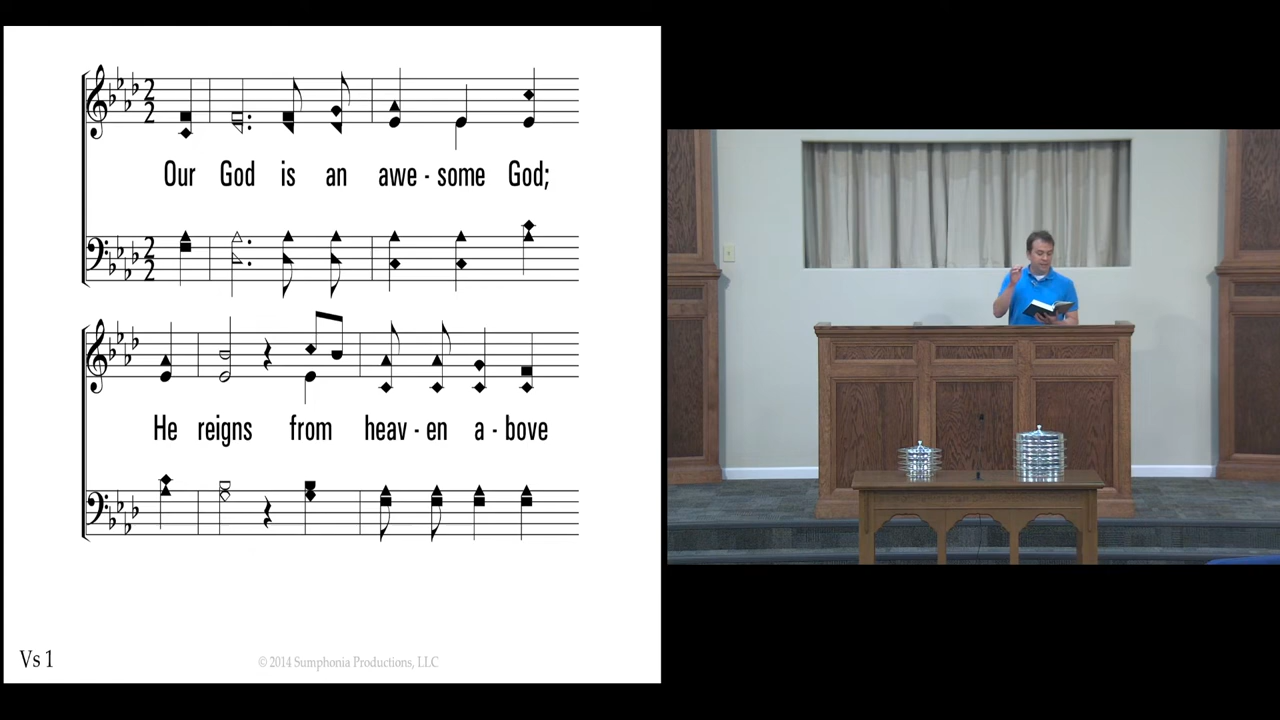 Our God is an awe - some God;
He reigns from heav - en a - bove
Vs 1
© 2014 Sumphonia Productions, LLC